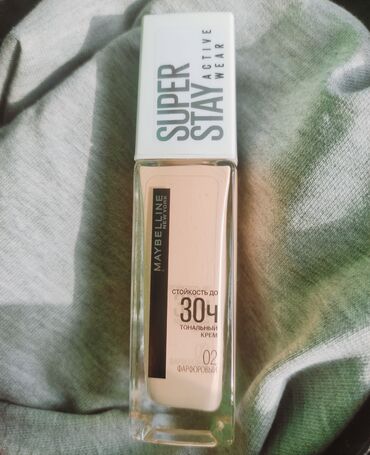 SUPER
STAY
ACTIVE
WEAR
MAYBELLINE
NEW YORK
СТОЙКОСТЬ ДО
30Ч
ТОНАЛЬНЫЙ
КРЕМ
02
ФАРФОРОВЫЙ